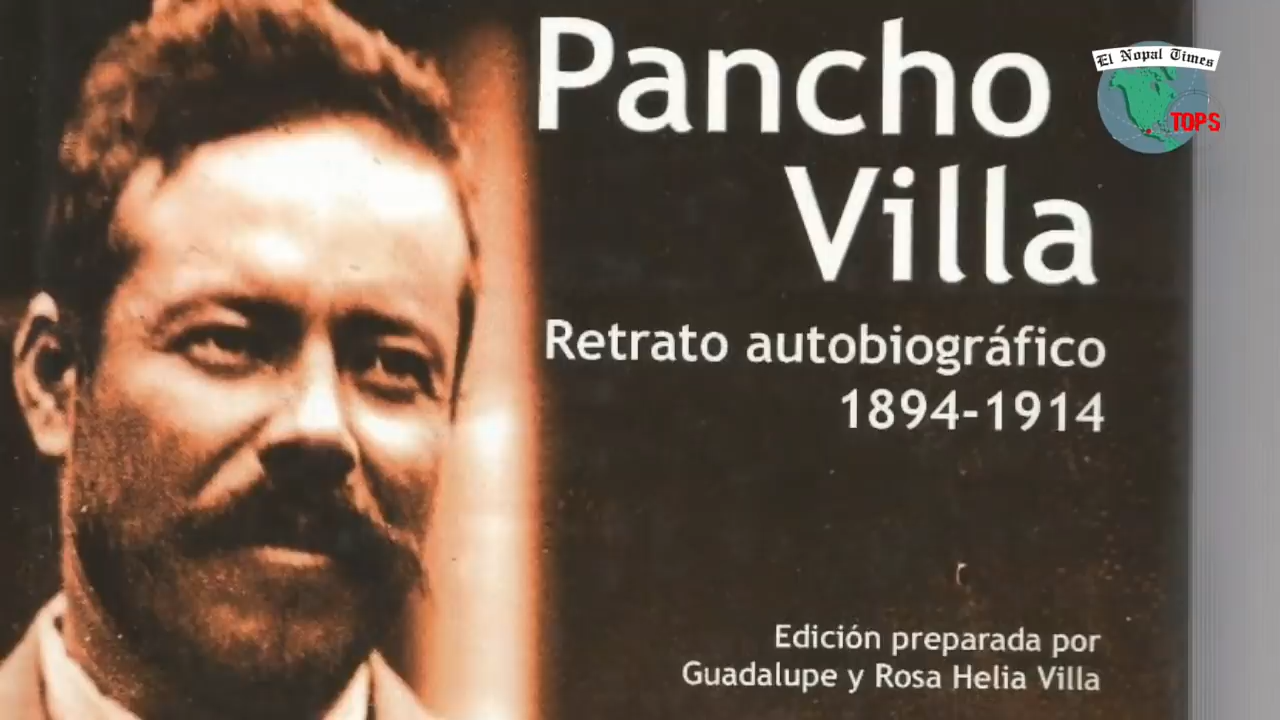 Pancho
Villa
Retrato autobiográfico
1894-1914
Edición preparada por
Guadalupe y Rosa Helia Villa
El Nopal Times
TOPS